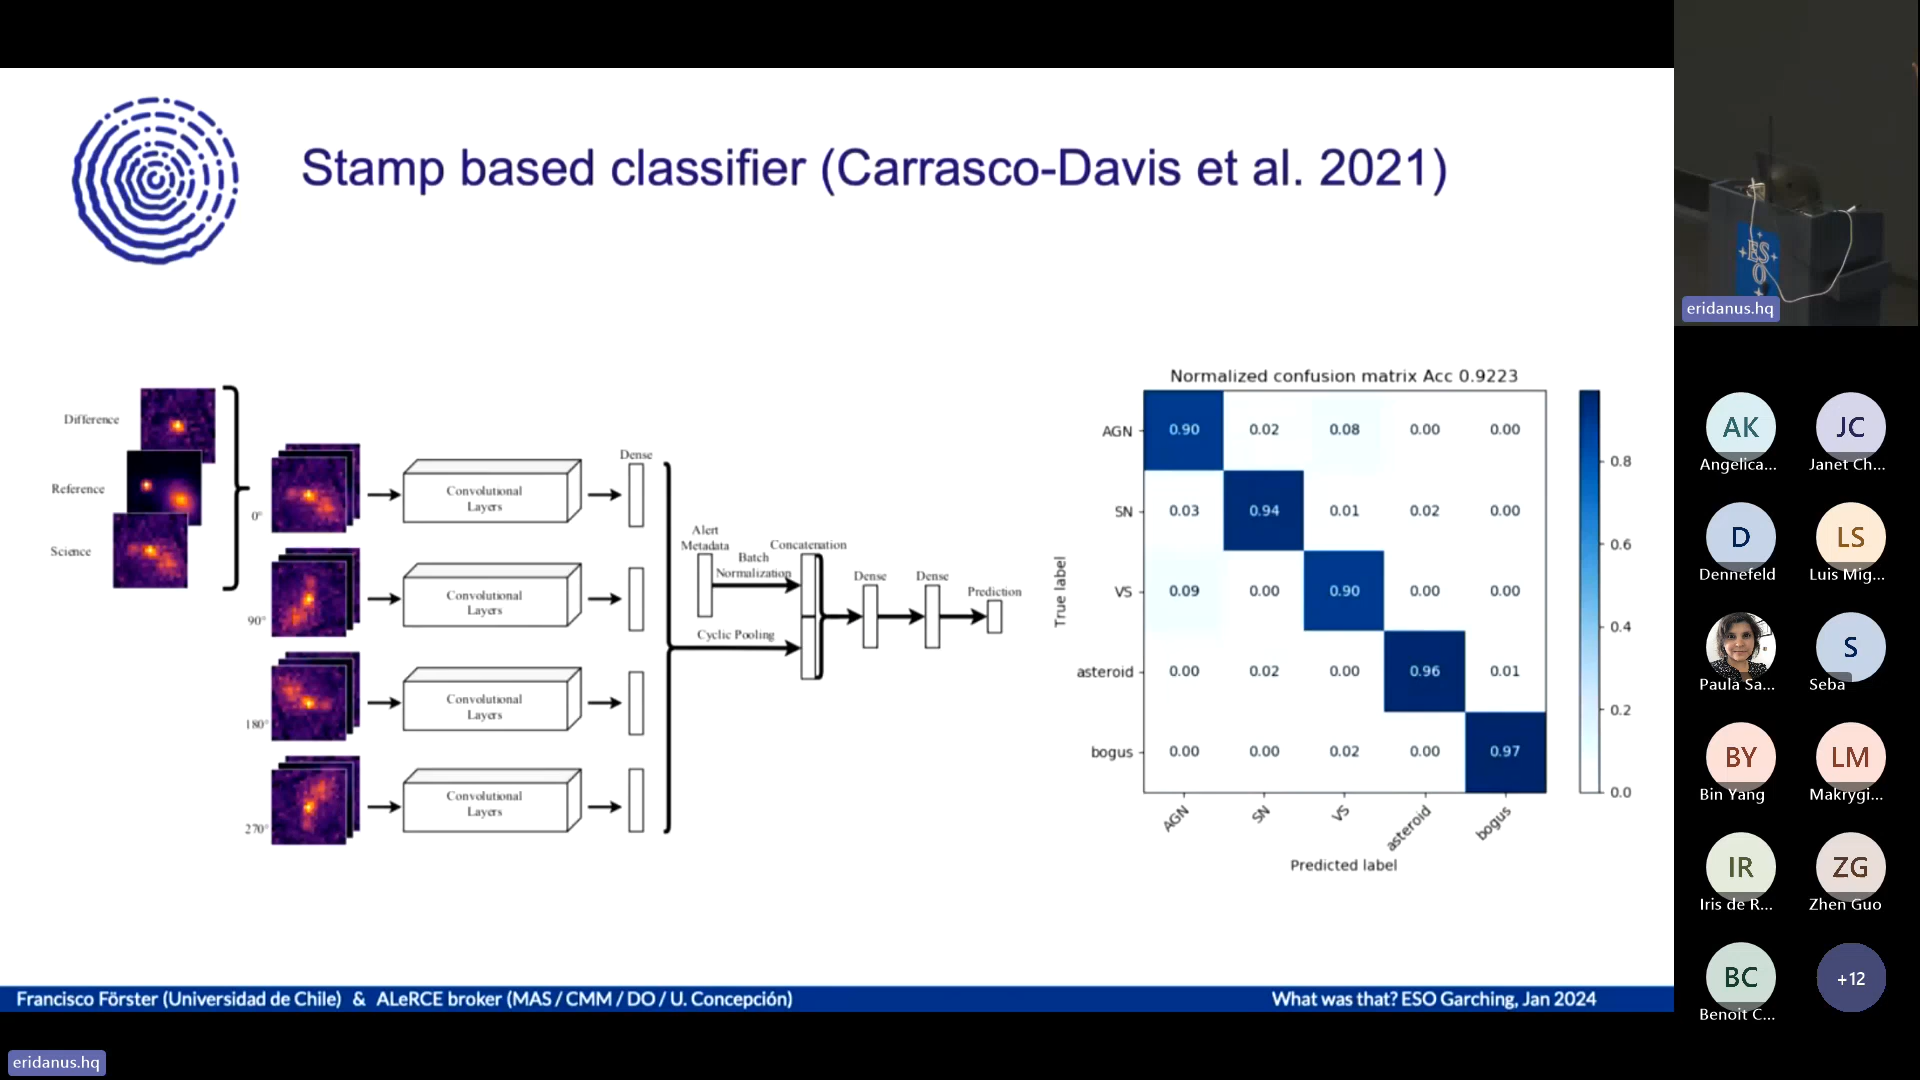 Stamp based classifier (Carrasco-Davis et al. 2021)
Difference
Reference
Science
0°
90°
180°
270°
Convolutional
Layers
Convolutional
Layers
Convolutional
Layers
Convolutional
Layers
Dense
Alert
Metadata
Batch
Normalization
Concatenation
Cyclic Pooling
Dense
Dense
Prediction
Normalized confusion matrix Acc 0.9223
True label
AGN 0.90 0.02 0.08 0.00 0.00
SN 0.03 0.94 0.01 0.02 0.00
VS 0.09 0.00 0.90 0.00 0.00
asteroid 0.00 0.02 0.00 0.96 0.01
bogus 0.00 0.00 0.02 0.00 0.97
AGN SN VS asteroid bogus
Predicted label
0.8
0.6
0.4
0.2
0.0
Francisco Förster (Universidad de Chile) & ALeRCE broker (MAS / CMM / DO / U. Concepción)
What was that? ESO Garching, Jan 2024
eridanus.hq
ESO
eridanus.hq
AK JC
Angelica... Janet Ch...
D LS
Dennefeld Luis Mig...
S
Paula Sa... Seba
BY LM
Bin Yang Makrygi...
IR ZG
Iris de R... Zhen Guo
BC +12
Benoit C...